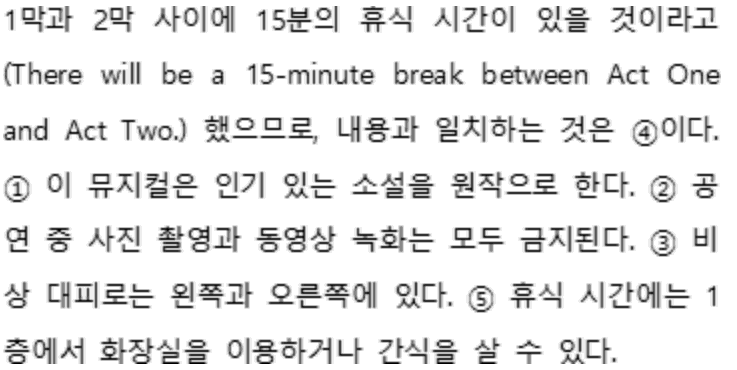 1막과 2막 사이에 15분의 휴식 시간이 있을 것이라고
(There will be a 15-minute break between Act One
and Act Two.) 했으므로, 내용과 일치하는 것은 ④이다.
① 이 뮤지컬은 인기 있는 소설을 원작으로 한다. ② 공
연 중 사진 촬영과 동영상 녹화는 모두 금지된다. ③ 비
상 대피로는 왼쪽과 오른쪽에 있다. ⑤ 휴식 시간에는 1
층에서 화장실을 이용하거나 간식을 살 수 있다.